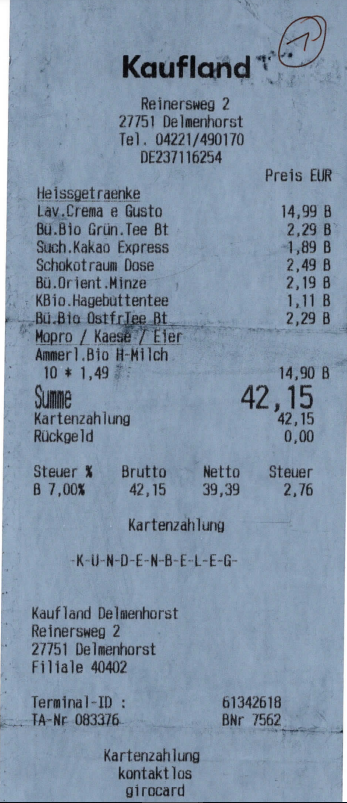 Kaufland
Reinersweg 2
27751 Delmenhorst
Tel. 04221/490170
DE237116254
Preis EUR
Heissgetraenke
Lav.Crema e Gusto 14,99 B
Bü.Bio Grün.Tee Bt 2,29 B
Such.Kakao Express 1,89 B
Schokotraum Dose 2,49 B
Bü.Orient.Minze 2,19 B
KBio.Hagebuttentee 1,11 B
Bü.Bio OstfrTee Bt 2,29 B
Mopro / Kaese / Eier
Ammerl.Bio H-Milch
10 * 1,49 14,90 B
Summe 42,15
Kartenzahlung 42,15
Rückgeld 0,00
Steuer % Brutto Netto Steuer
B 7,00% 42,15 39,39 2,76
Kartenzahlung
-K-U-N-D-E-N-B-E-L-E-G-
Kaufland Delmenhorst
Reinersweg 2
27751 Delmenhorst
Filiale 40402
Terminal-ID : 61342618
TA-Nr 083376 BNr 7562
Kartenzahlung
kontaktlos
girocard